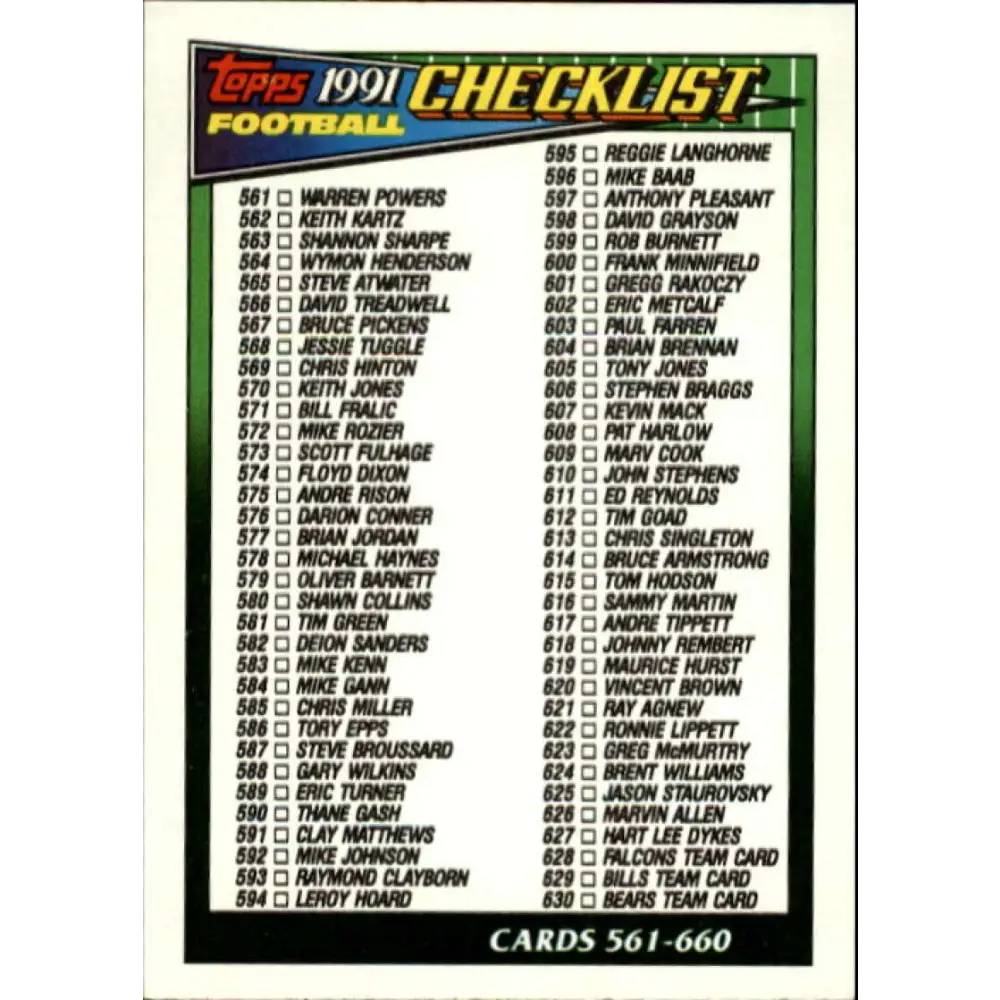 Topps 1991 CHECKLIST
FOOTBALL
561 □ WARREN POWERS
562 □ KEITH KARTZ
563 □ SHANNON SHARPE
564 □ WYMON HENDERSON
565 □ STEVE ATWATER
566 □ DAVID TREADWELL
567 □ BRUCE PICKENS
568 □ JESSIE TUGGLE
569 □ CHRIS HINTON
570 □ KEITH JONES
571 □ BILL FRALIC
572 □ MIKE ROZIER
573 □ SCOTT FULHAGE
574 □ FLOYD DIXON
575 □ ANDRE RISON
576 □ DARION CONNER
577 □ BRIAN JORDAN
578 □ MICHAEL HAYNES
579 □ OLIVER BARNETT
580 □ SHAWN COLLINS
581 □ TIM GREEN
582 □ DEION SANDERS
583 □ MIKE KENN
584 □ MIKE GANN
585 □ CHRIS MILLER
586 □ TORY EPPS
587 □ STEVE BROUSSARD
588 □ GARY WILKINS
589 □ ERIC TURNER
590 □ THANE GASH
591 □ CLAY MATTHEWS
592 □ MIKE JOHNSON
593 □ RAYMOND CLAYBORN
594 □ LEROY HOARD
595 □ REGGIE LANGHORNE
596 □ MIKE BAAB
597 □ ANTHONY PLEASANT
598 □ DAVID GRAYSON
599 □ ROB BURNETT
600 □ FRANK MINNIFIELD
601 □ GREGG RAKOCZY
602 □ ERIC METCALF
603 □ PAUL FARREN
604 □ BRIAN BRENNAN
605 □ TONY JONES
606 □ STEPHEN BRAGGS
607 □ KEVIN MACK
608 □ PAT HARLOW
609 □ MARV COOK
610 □ JOHN STEPHENS
611 □ ED REYNOLDS
612 □ TIM GOAD
613 □ CHRIS SINGLETON
614 □ BRUCE ARMSTRONG
615 □ TOM HODSON
616 □ SAMMY MARTIN
617 □ ANDRE TIPPETT
618 □ JOHNNY REMBERT
619 □ MAURICE HURST
620 □ VINCENT BROWN
621 □ RAY AGNEW
622 □ RONNIE LIPPETT
623 □ GREG McMURTRY
624 □ BRENT WILLIAMS
625 □ JASON STAUROVSKY
626 □ MARVIN ALLEN
627 □ HART LEE DYKES
628 □ FALCONS TEAM CARD
629 □ BILLS TEAM CARD
630 □ BEARS TEAM CARD
CARDS 561-660